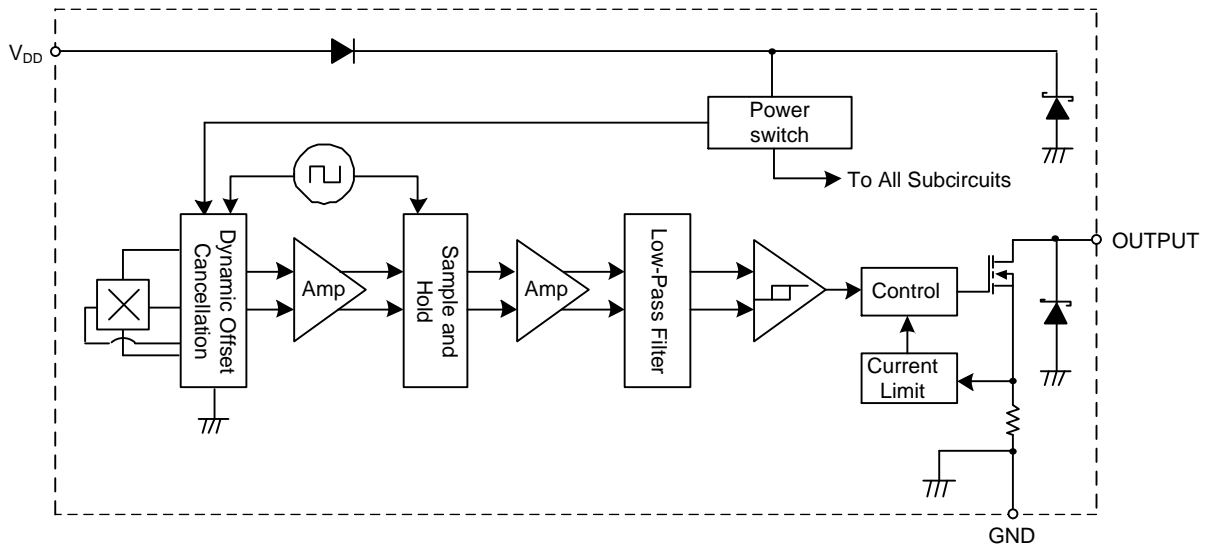 VDD
Power
switch
To All Subcircuits
Dynamic Offset
Cancellation
Amp
Sample and
Hold
Amp
Low-Pass Filter
Control
Current
Limit
OUTPUT
GND